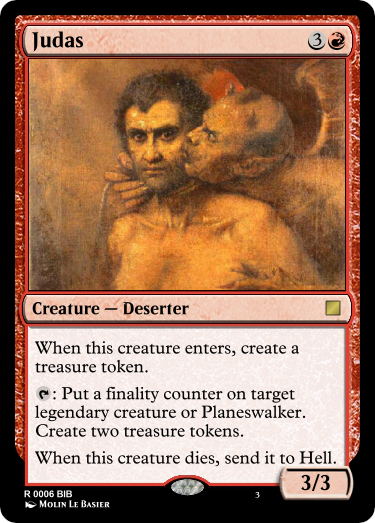 Judas 3
Creature — Deserter
When this creature enters, create a
treasure token.
: Put a finality counter on target
legendary creature or Planeswalker.
Create two treasure tokens.
When this creature dies, send it to Hell.
3/3
R 0006 BIB
3
Molin Le Basier